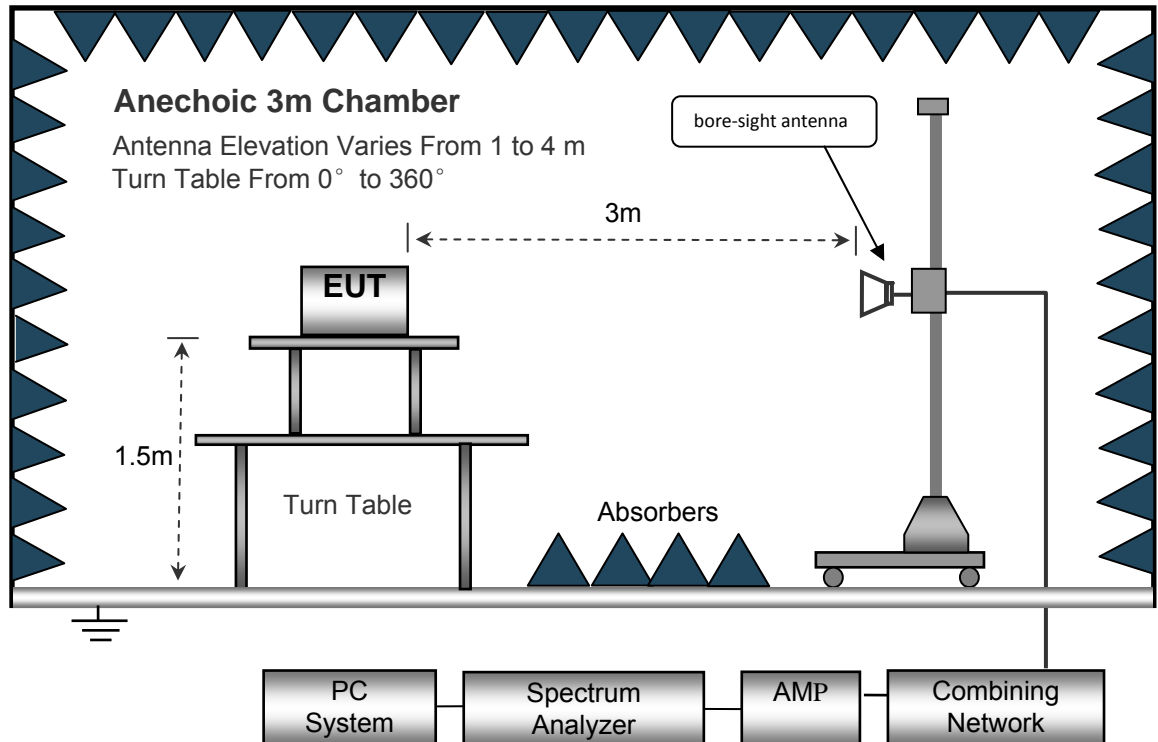 Anechoic 3m Chamber
Antenna Elevation Varies From 1 to 4 m
Turn Table From 0° to 360°
bore-sight antenna
3m
EUT
1.5m
Turn Table
Absorbers
PC
System
Spectrum
Analyzer
AMP
Combining
Network